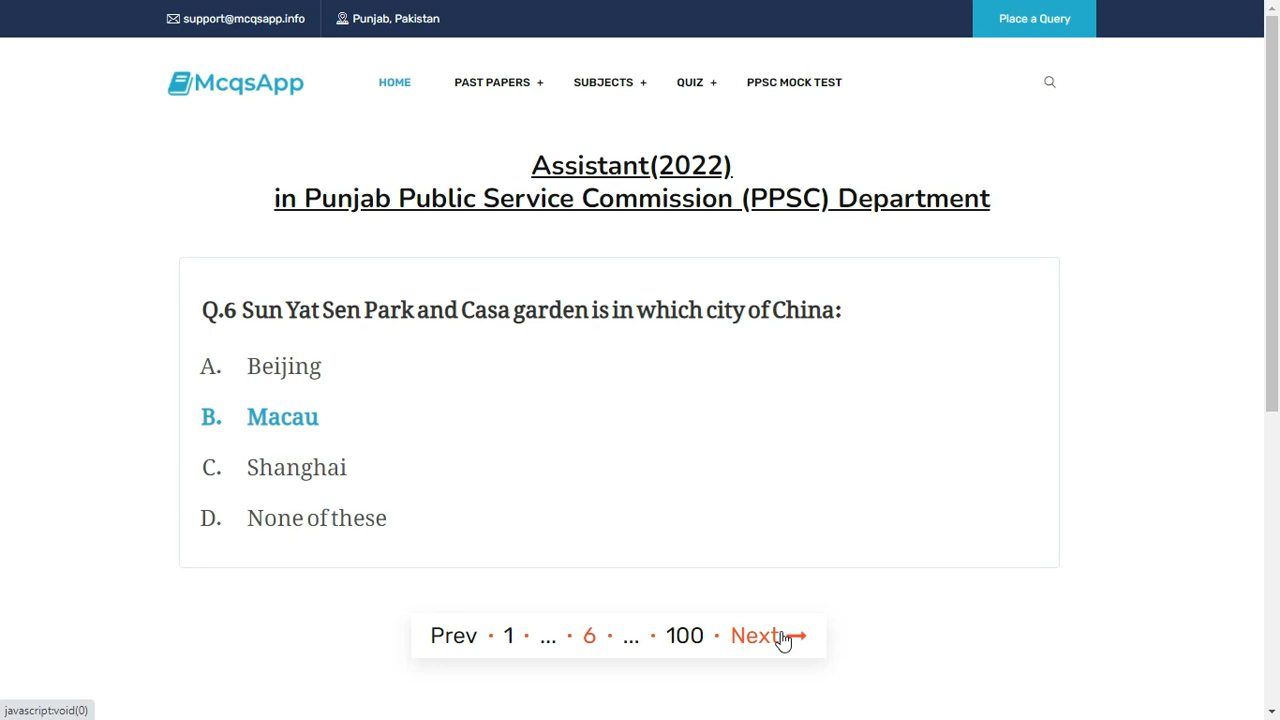 support@mcqsapp.info Punjab, Pakistan Place a Query
McqsApp HOME PAST PAPERS + SUBJECTS + QUIZ + PPSC MOCK TEST
Assistant(2022)
in Punjab Public Service Commission (PPSC) Department
Q.6 Sun Yat Sen Park and Casa garden is in which city of China:
A. Beijing
B. Macau
C. Shanghai
D. None of these
Prev · 1 · ... · 6 · ... · 100 · Next
javascript:void(0)